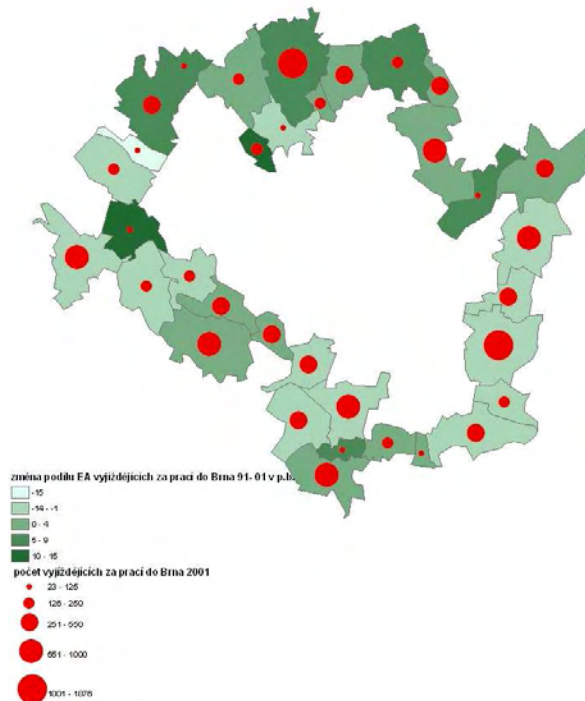 změna podílu EA vyjíždějících za prací do Brna 91- 01 v p.b.
-15
-14 - -1
0 - 4
5 - 9
10 - 15
počet vyjíždějících za prací do Brna 2001
23 - 125
126 - 250
251 - 550
551 - 1000
1001 - 1876